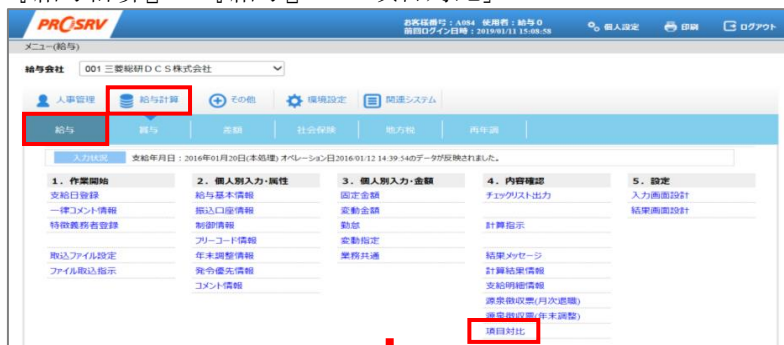 PROSRV
お客様番号：A084 使用者：給与0
前回ログイン日時：2019/01/11 15:08:58
個人設定 印刷 ログアウト
メニュー(給与)
給与会社 001 三菱総研DCS株式会社
人事管理 給与計算 その他 環境設定 関連システム
給与 賞与 差額 社会保険 地方税 再年調
入力状況 支給年月日：2016年01月20日(本処理) オペレーション日2016/01/12 14:39:54のデータが反映されました。
1．作業開始 2．個人別入力・属性 3．個人別入力・金額 4．内容確認 5．設定
支給日登録 給与基本情報 固定金額 チェックリスト出力 入力画面設計
一律コメント情報 振込口座情報 変動金額 結果画面設計
特徴義務者登録 制御情報 勤怠 計算指示
フリーコード情報 変動指定
取込ファイル設定 年末調整情報 業務共通 結果メッセージ
ファイル取込指示 発令優先情報 計算結果情報
コメント情報 支給明細情報
源泉徴収票(月次退職)
源泉徴収票(年末調整)
項目対比